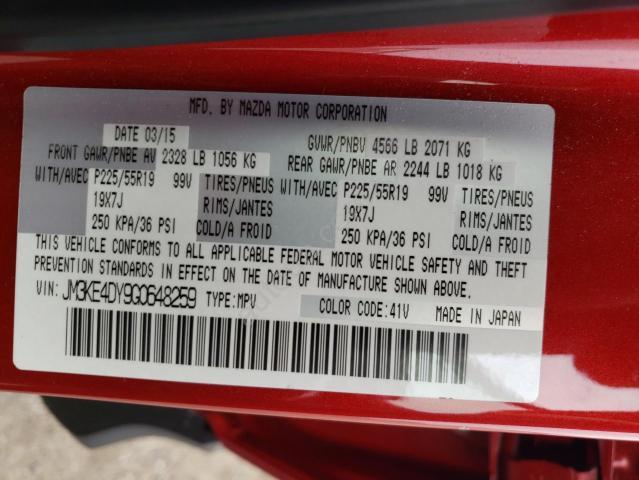 MFD. BY MAZDA MOTOR CORPORATION
DATE 03/15 GVWR/PNBV 4566 LB 2071 KG
FRONT GAWR/PNBE AV 2328 LB 1056 KG REAR GAWR/PNBE AR 2244 LB 1018 KG
WITH/AVEC P225/55R19 99V TIRES/PNEUS WITH/AVEC P225/55R19 99V TIRES/PNEUS
19X7J RIMS/JANTES 19X7J RIMS/JANTES
250 KPA/36 PSI COLD/A FROID 250 KPA/36 PSI COLD/A FROID
THIS VEHICLE CONFORMS TO ALL APPLICABLE FEDERAL MOTOR VEHICLE SAFETY AND THEFT
PREVENTION STANDARDS IN EFFECT ON THE DATE OF MANUFACTURE SHOWN ABOVE.
VIN: JM3KE4DY9G0648259 TYPE:MPV COLOR CODE:41V MADE IN JAPAN